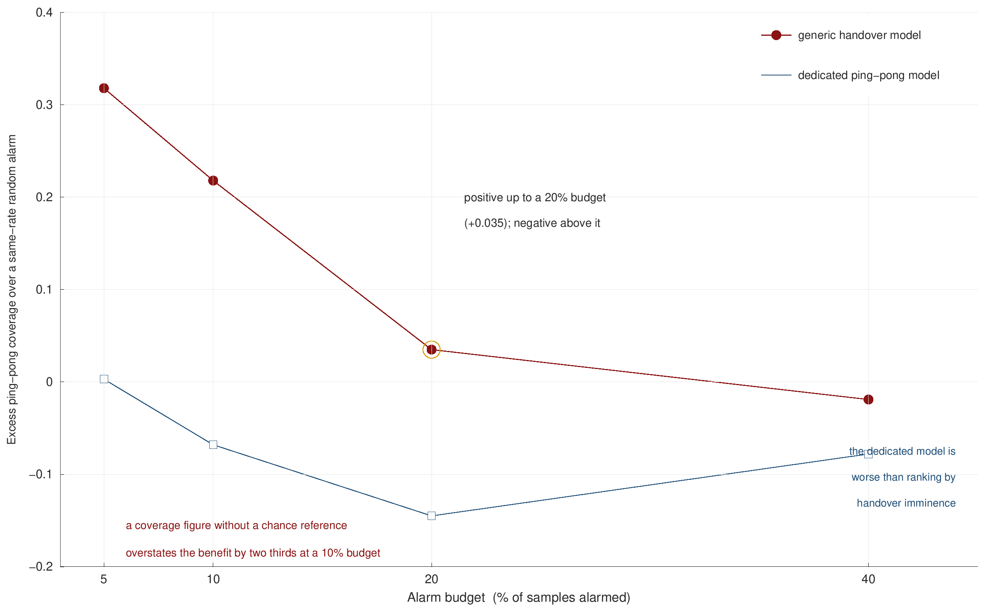 generic handover model
dedicated ping–pong model
0.4
0.3
0.2
0.1
0
−0.1
−0.2
Excess ping–pong coverage over a same–rate random alarm
positive up to a 20% budget
(+0.035); negative above it
the dedicated model is
worse than ranking by
handover imminence
a coverage figure without a chance reference
overstates the benefit by two thirds at a 10% budget
5
10
20
40
Alarm budget (% of samples alarmed)